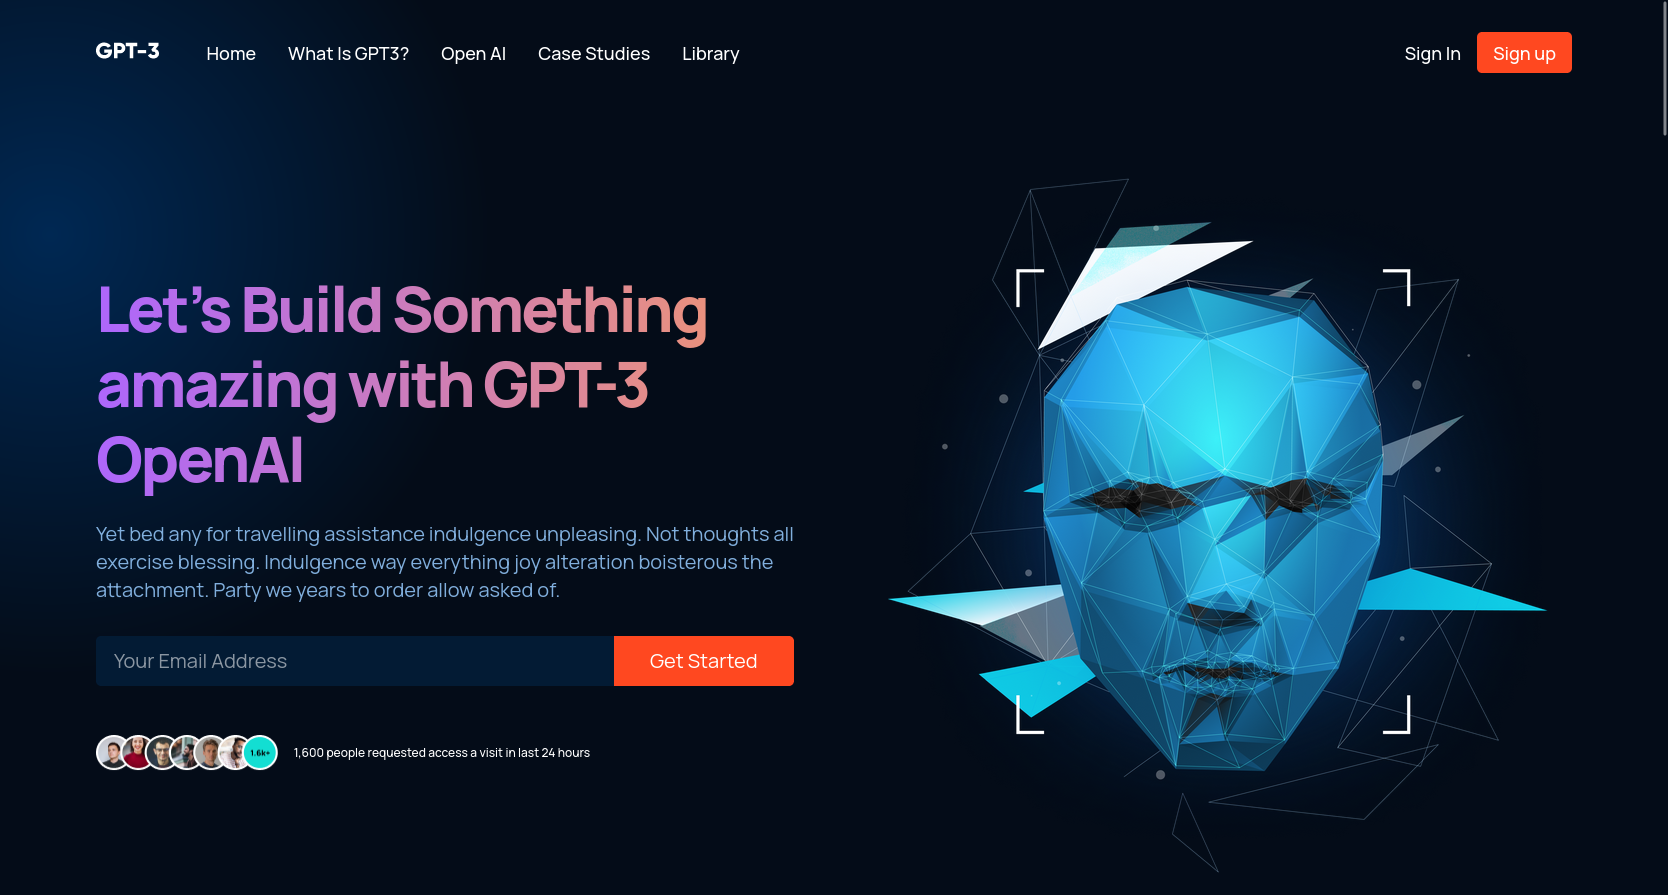 GPT-3
Home
What Is GPT3?
Open AI
Case Studies
Library
Sign In
Sign up
Let’s Build Something
amazing with GPT-3
OpenAI
Yet bed any for travelling assistance indulgence unpleasing. Not thoughts all
exercise blessing. Indulgence way everything joy alteration boisterous the
attachment. Party we years to order allow asked of.
Your Email Address
Get Started
1.6k+
1,600 people requested access a visit in last 24 hours